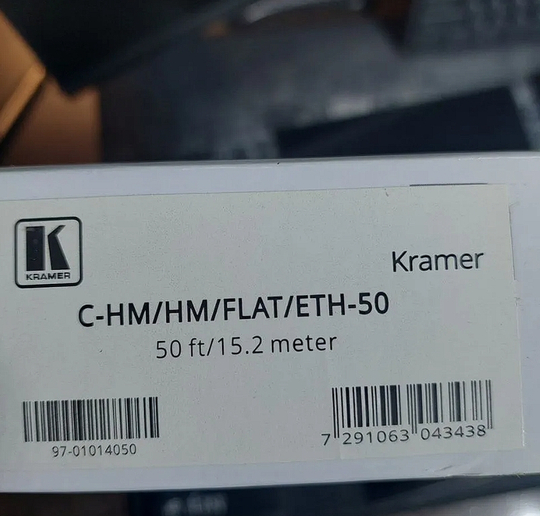 KRAMER
Kramer
C-HM/HM/FLAT/ETH-50
50 ft/15.2 meter
97-01014050
7 291063 043438